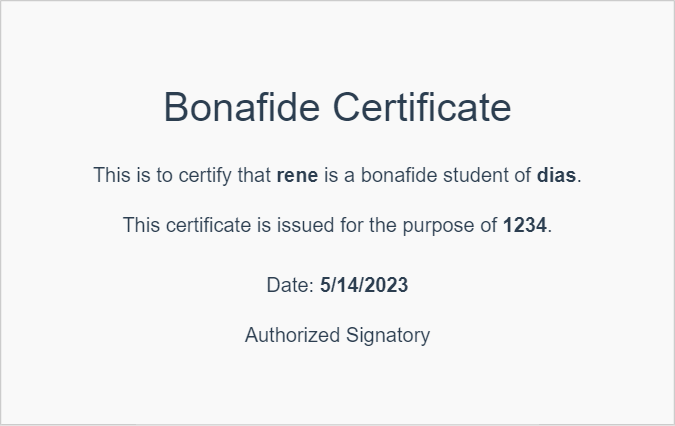 Bonafide Certificate
This is to certify that rene is a bonafide student of dias.
This certificate is issued for the purpose of 1234.
Date: 5/14/2023
Authorized Signatory